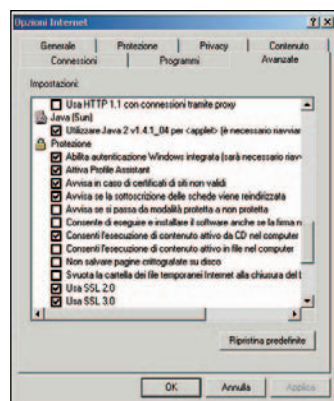 Opzioni Internet
Generale Protezione Privacy Contenuto
Connessioni Programmi Avanzate
Impostazioni:
Usa HTTP 1.1 con connessioni tramite proxy
Java (Sun)
Utilizzare Java 2 v1.4.1_04 per <applet> (è necessario riavviar
Protezione
Abilita autenticazione Windows integrata (sarà necessario riavv
Attiva Profile Assistant
Avvisa in caso di certificati di siti non validi
Avvisa se la sottoscrizione delle schede viene reindirizzata
Avvisa se si passa da modalità protetta a non protetta
Consente di eseguire e installare il software anche se la firma n
Consenti l'esecuzione di contenuto attivo da CD nel computer
Consenti l'esecuzione di contenuto attivo in file nel computer
Non salvare pagine crittografate su disco
Svuota la cartella dei file temporanei Internet alla chiusura del b
Usa SSL 2.0
Usa SSL 3.0
Ripristina predefinite
OK Annulla Applica